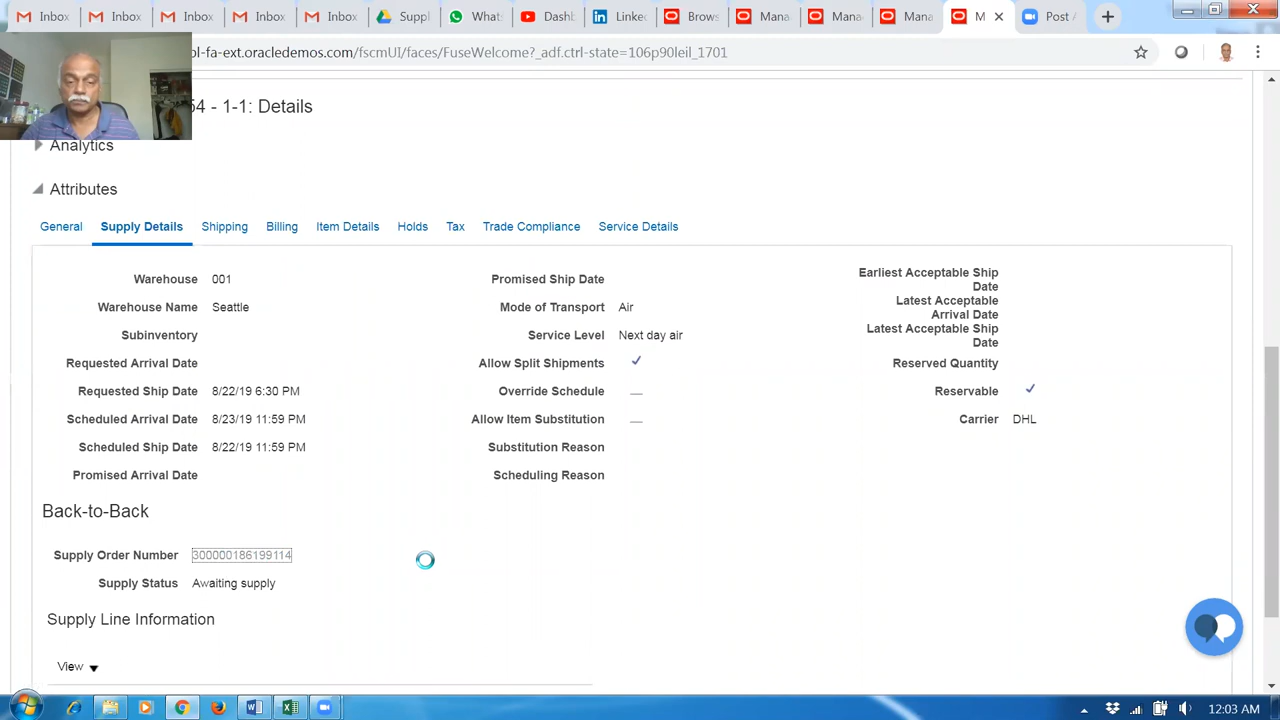 Inbox
Inbox
Inbox
Inbox
Suppl
What
Dash
Linke
Brows
Mana
Mana
Mana
M
Post /
ol-fa-ext.oracledemos.com/fscmUI/faces/FuseWelcome?_adf.ctrl-state=106p90leil_1701
54 - 1-1: Details
Analytics
Attributes
General Supply Details Shipping Billing Item Details Holds Tax Trade Compliance Service Details
Warehouse 001
Warehouse Name Seattle
Subinventory
Requested Arrival Date
Requested Ship Date 8/22/19 6:30 PM
Scheduled Arrival Date 8/23/19 11:59 PM
Scheduled Ship Date 8/22/19 11:59 PM
Promised Arrival Date
Promised Ship Date
Mode of Transport Air
Service Level Next day air
Allow Split Shipments
Override Schedule
Allow Item Substitution
Substitution Reason
Scheduling Reason
Earliest Acceptable Ship
Date
Latest Acceptable
Arrival Date
Latest Acceptable Ship
Date
Reserved Quantity
Reservable
Carrier DHL
Back-to-Back
Supply Order Number 300000186199114
Supply Status Awaiting supply
Supply Line Information
View
12:03 AM